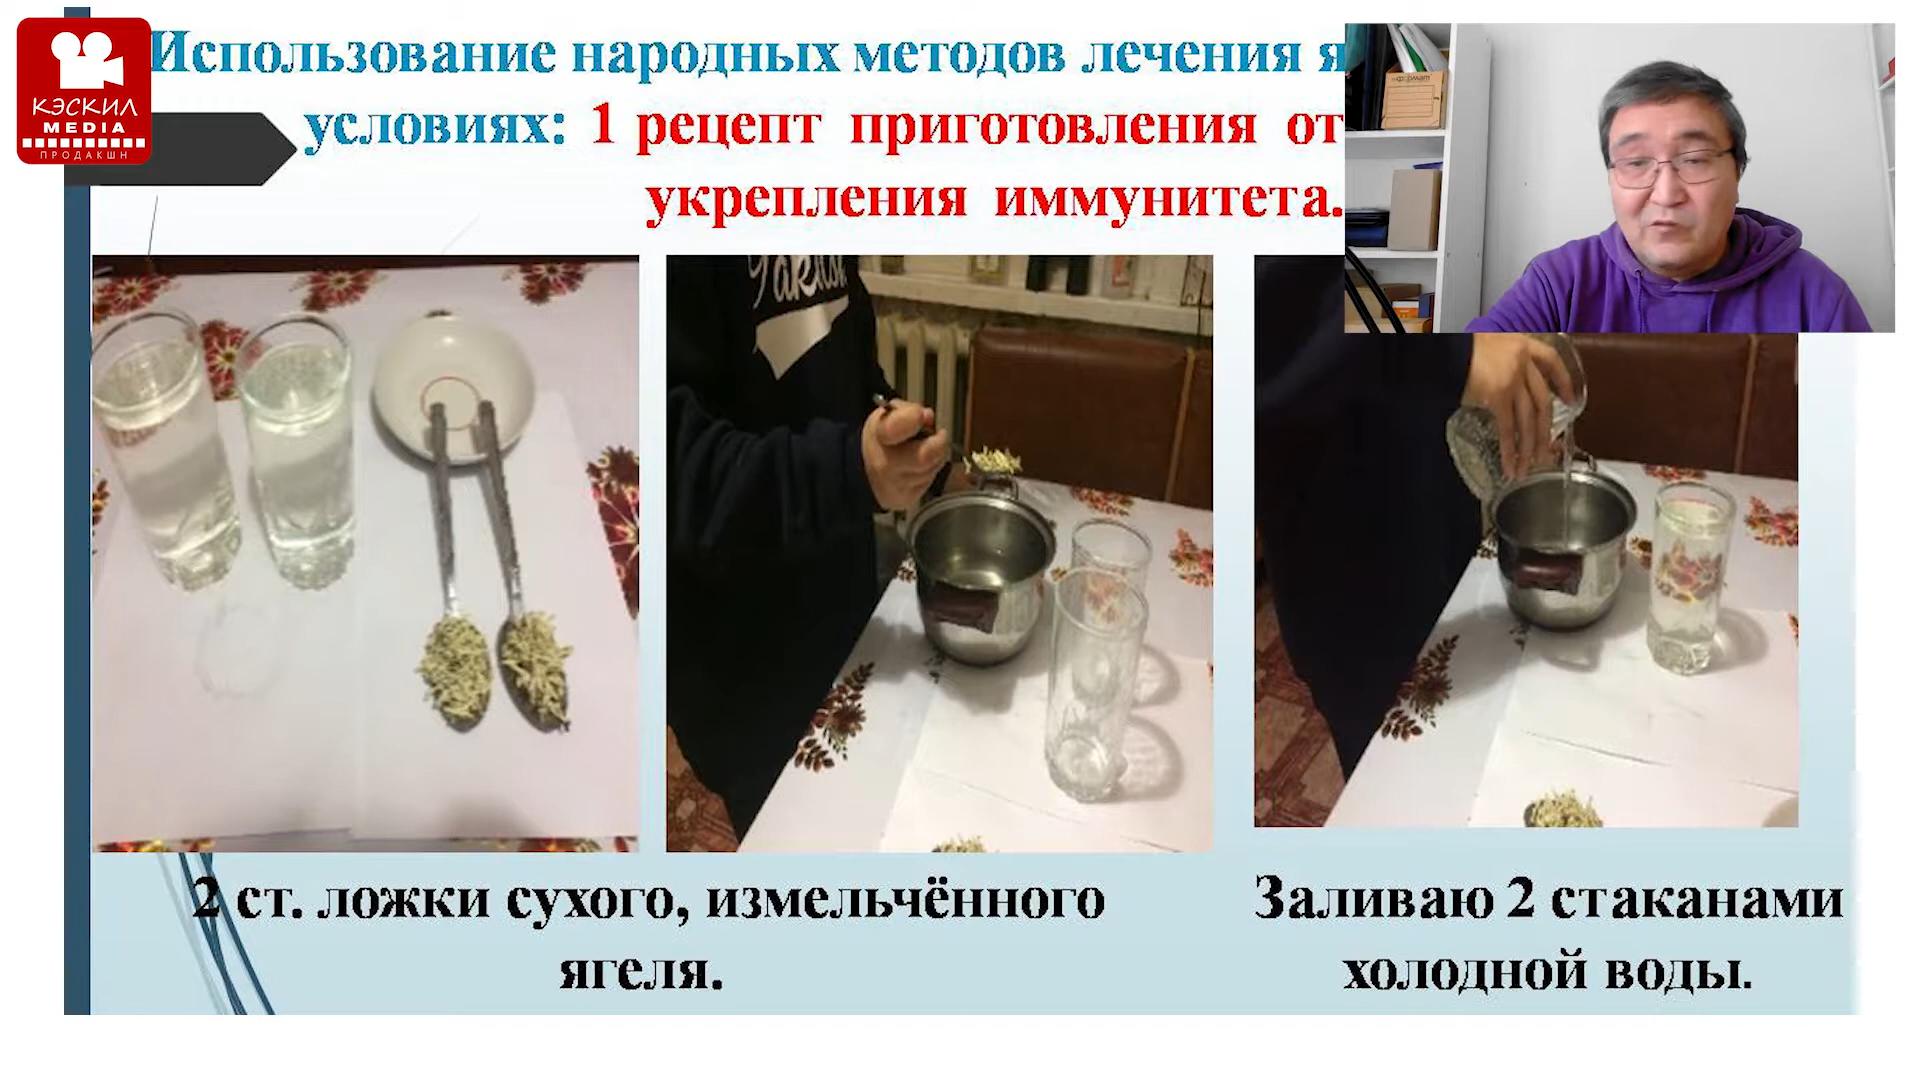 КЭСКИЛ
MEDIA
ПРОДАКШН
Использование народных методов лечения я
условиях: 1 рецепт приготовления от
укрепления иммунитета.
2 ст. ложки сухого, измельчённого
ягеля.
Заливаю 2 стаканами
холодной воды.